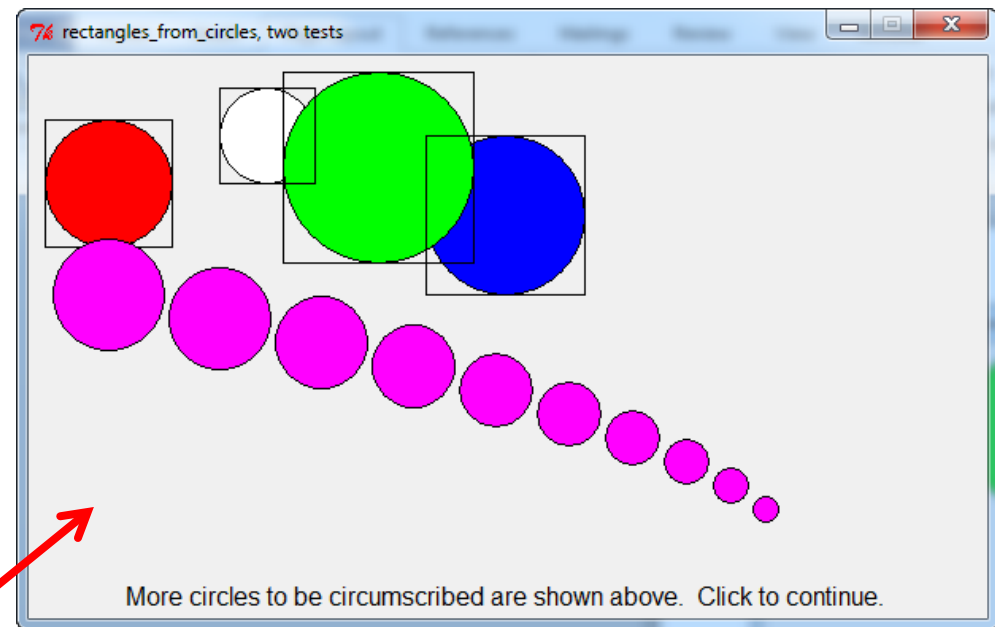 rectangles_from_circles, two tests
More circles to be circumscribed are shown above.  Click to continue.